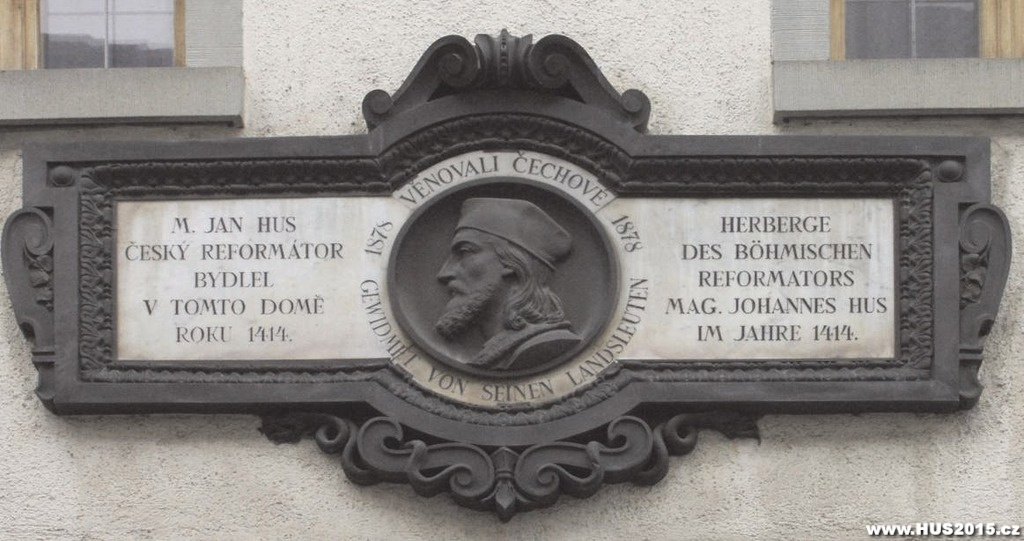 M. JAN HUS
ČESKÝ REFORMÁTOR
BYDLEL
V TOMTO DOMĚ
ROKU 1414.
VĚNOVALI ČECHOVÉ
1878 1878
GEWIDMET VON SEINEN LANDSLEUTEN
HERBERGE
DES BÖHMISCHEN
REFORMATORS
MAG. JOHANNES HUS
IM JAHRE 1414.
www.HUS2015.cz